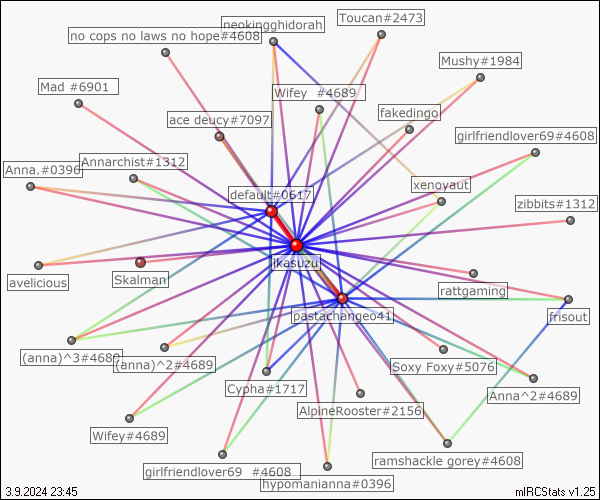 neokingghidorah
Toucan#2473
no cops no laws no hope#4608
Mushy#1984
Mad #6901
Wifey #4689
fakedingo
ace deucy#7097
girlfriendlover69#4608
Annarchist#1312
Anna.#0396
xenoyaut
default#0617
zibbits#1312
ikasuzu
Skalman
avelicious
rattgaming
pastachangeo41
frisout
(anna)^3#4689
(anna)^2#4689
Soxy Foxy#5076
Cypha#1717
Anna^2#4689
AlpineRooster#2156
Wifey#4689
ramshackle gorey#4608
girlfriendlover69 #4608
hypomanianna#0396
3.9.2024 23:45
mIRCStats v1.25